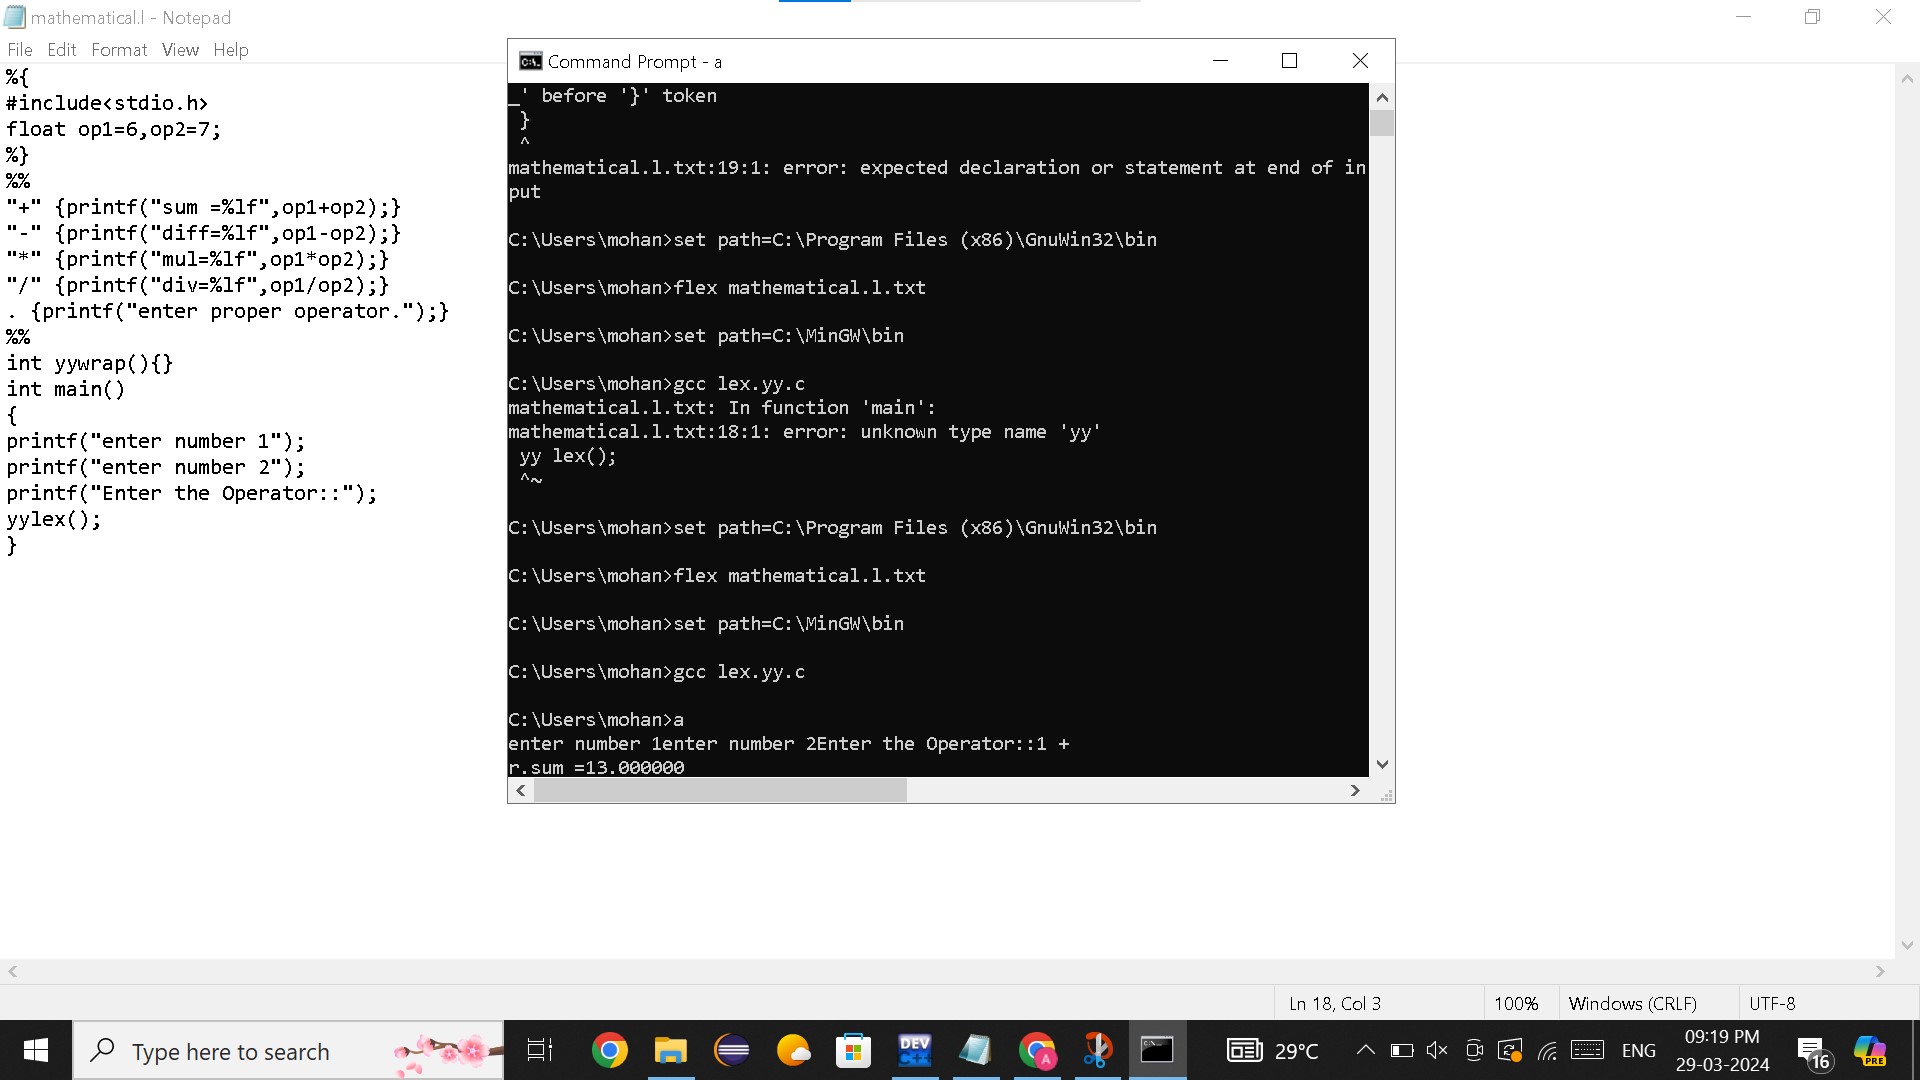 mathematical.l - Notepad
File Edit Format View Help
%{
#include<stdio.h>
float op1=6,op2=7;
%}
%%
"+" {printf("sum =%lf",op1+op2);}
"-" {printf("diff=%lf",op1-op2);}
"*" {printf("mul=%lf",op1*op2);}
"/" {printf("div=%lf",op1/op2);}
. {printf("enter proper operator.");}
%%
int yywrap(){}
int main()
{
printf("enter number 1");
printf("enter number 2");
printf("Enter the Operator::");
yylex();
}
Command Prompt - a
_' before '}' token
}
^
mathematical.l.txt:19:1: error: expected declaration or statement at end of in
put
C:\Users\mohan>set path=C:\Program Files (x86)\GnuWin32\bin
C:\Users\mohan>flex mathematical.l.txt
C:\Users\mohan>set path=C:\MinGW\bin
C:\Users\mohan>gcc lex.yy.c
mathematical.l.txt: In function 'main':
mathematical.l.txt:18:1: error: unknown type name 'yy'
yy lex();
^~
C:\Users\mohan>set path=C:\Program Files (x86)\GnuWin32\bin
C:\Users\mohan>flex mathematical.l.txt
C:\Users\mohan>set path=C:\MinGW\bin
C:\Users\mohan>gcc lex.yy.c
C:\Users\mohan>a
enter number 1enter number 2Enter the Operator::1 +
r.sum =13.000000
Ln 18, Col 3 100% Windows (CRLF) UTF-8
Type here to search
DEV
C++
A
29°C
ENG
09:19 PM
29-03-2024
16
PRE